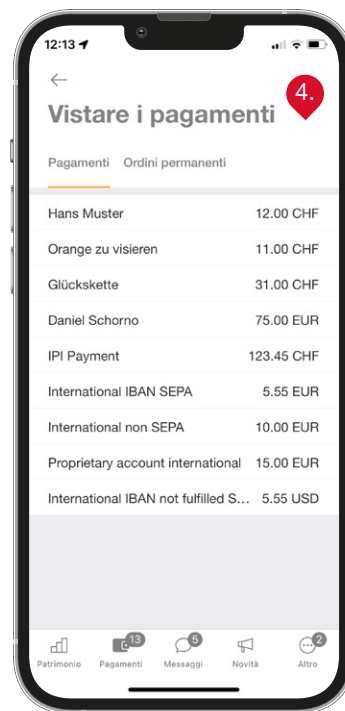 12:13
4.
Vistare i pagamenti
Pagamenti Ordini permanenti
Hans Muster 12.00 CHF
Orange zu visieren 11.00 CHF
Glückskette 31.00 CHF
Daniel Schorno 75.00 EUR
IPI Payment 123.45 CHF
International IBAN SEPA 5.55 EUR
International non SEPA 10.00 EUR
Proprietary account international 15.00 EUR
International IBAN not fulfilled S... 5.55 USD
13 5 2
Patrimonio Pagamenti Messaggi Novità Altro